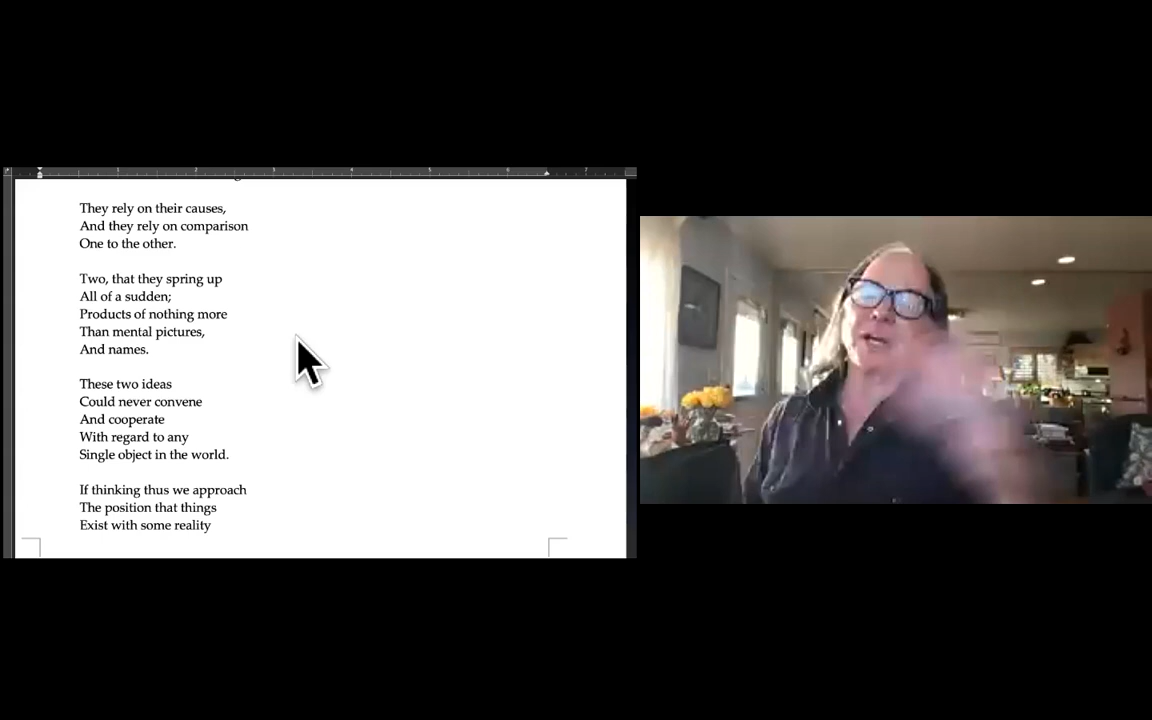 They rely on their causes,
And they rely on comparison
One to the other.
Two, that they spring up
All of a sudden;
Products of nothing more
Than mental pictures,
And names.
These two ideas
Could never convene
And cooperate
With regard to any
Single object in the world.
If thinking thus we approach
The position that things
Exist with some reality